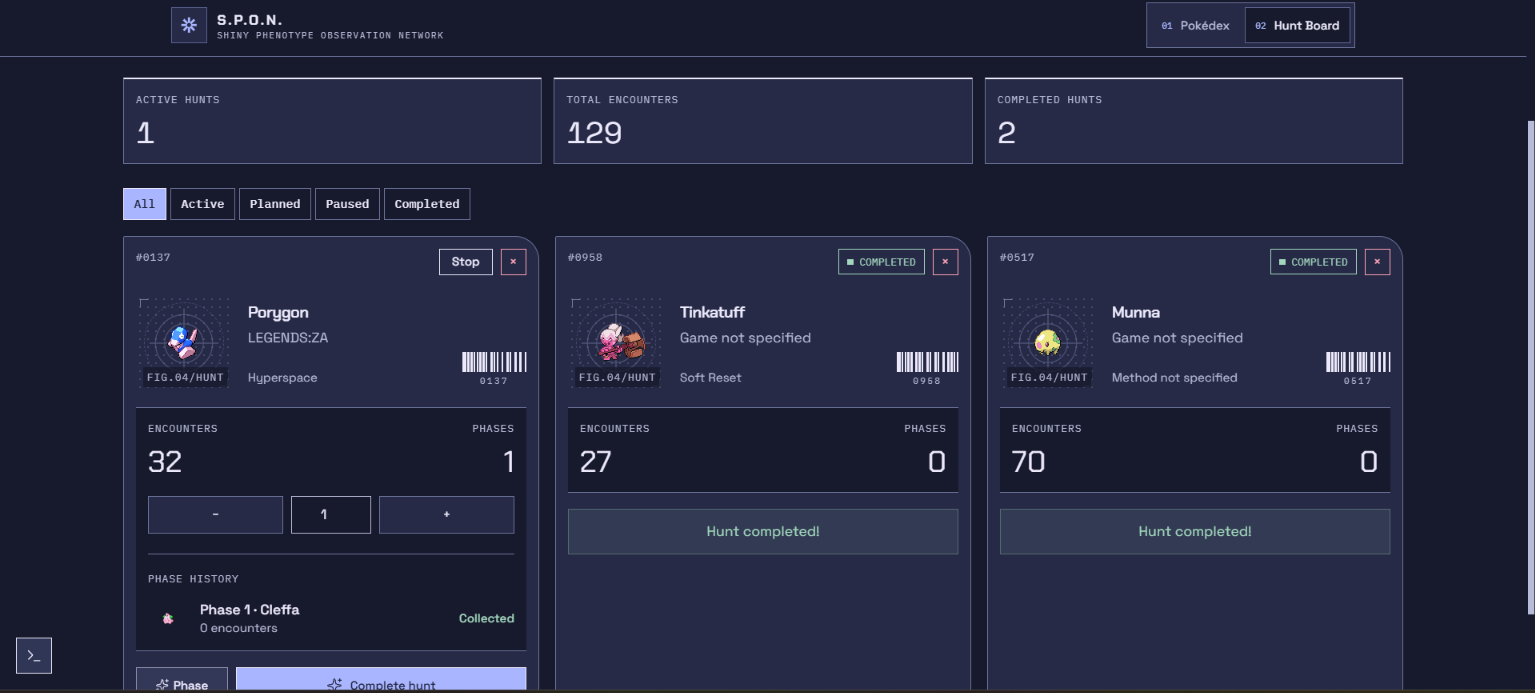 S.P.O.N.
SHINY PHENOTYPE OBSERVATION NETWORK
01 Pokédex
02 Hunt Board
ACTIVE HUNTS
1
TOTAL ENCOUNTERS
129
COMPLETED HUNTS
2
All
Active
Planned
Paused
Completed
#0137
Stop
×
Porygon
LEGENDS:ZA
Hyperspace
FIG.04/HUNT
0137
ENCOUNTERS
PHASES
32
1
-
1
+
PHASE HISTORY
Phase 1 · Cleffa
0 encounters
Collected
Phase
Complete hunt
#0958
COMPLETED
×
Tinkatuff
Game not specified
Soft Reset
FIG.04/HUNT
0958
ENCOUNTERS
PHASES
27
0
Hunt completed!
#0517
COMPLETED
×
Munna
Game not specified
Method not specified
FIG.04/HUNT
0517
ENCOUNTERS
PHASES
70
0
Hunt completed!
>_